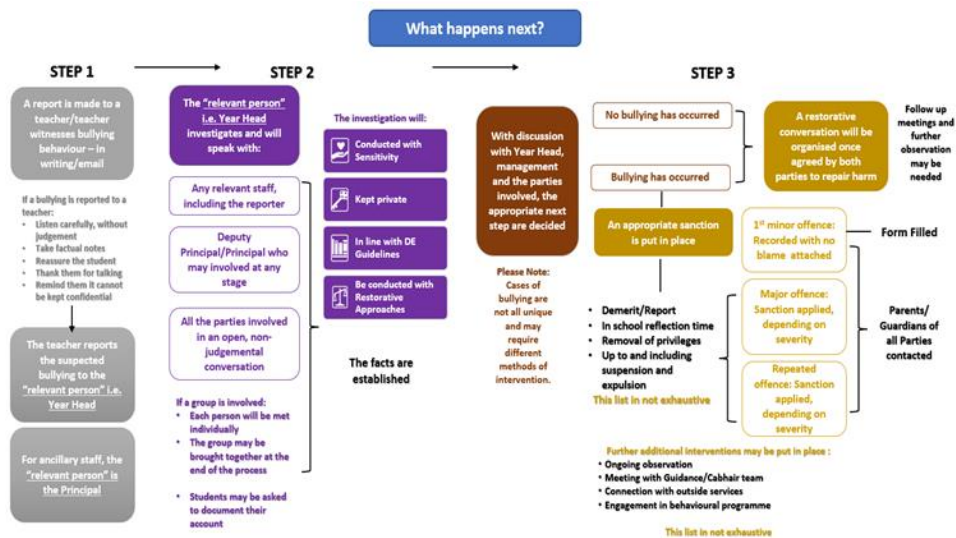 What happens next?
STEP 1
A report is made to a
teacher/teacher
witnesses bullying
behaviour – in
writing/email
If a bullying is reported to a
teacher:
• Listen carefully, without
judgement
• Take factual notes
• Reassure the student
• Thank them for talking
• Remind them it cannot
be kept confidential
The teacher reports
the suspected
bullying to the
"relevant person" i.e.
Year Head
For ancillary staff, the
"relevant person" is
the Principal
STEP 2
The "relevant person"
i.e. Year Head
investigates and will
speak with:
Any relevant staff,
including the reporter
Deputy
Principal/Principal who
may involved at any
stage
All the parties involved
in an open, non-
judgemental
conversation
If a group is involved:
• Each person will be met
individually
• The group may be
brought together at the
end of the process
• Students may be asked
to document their
account
The investigation will:
Conducted with
Sensitivity
Kept private
In line with DE
Guidelines
Be conducted with
Restorative
Approaches
The facts are
established
With discussion
with Year Head,
management
and the parties
involved, the
appropriate next
step are decided
Please Note:
Cases of
bullying are
not all unique
and may
require
different
methods of
intervention.
STEP 3
No bullying has occurred
Bullying has occurred
A restorative
conversation will be
organised once
agreed by both
parties to repair harm
Follow up
meetings and
further
observation
may be
needed
An appropriate sanction
is put in place
• Demerit/Report
• In school reflection time
• Removal of privileges
• Up to and including
suspension and
expulsion
This list in not exhaustive
1st minor offence:
Recorded with no
blame attached
Form Filled
Major offence:
Sanction applied,
depending on
severity
Repeated
offence: Sanction
applied,
depending on
severity
Parents/
Guardians of
all Parties
contacted
Further additional interventions may be put in place :
• Ongoing observation
• Meeting with Guidance/Cabhair team
• Connection with outside services
• Engagement in behavioural programme
This list in not exhaustive